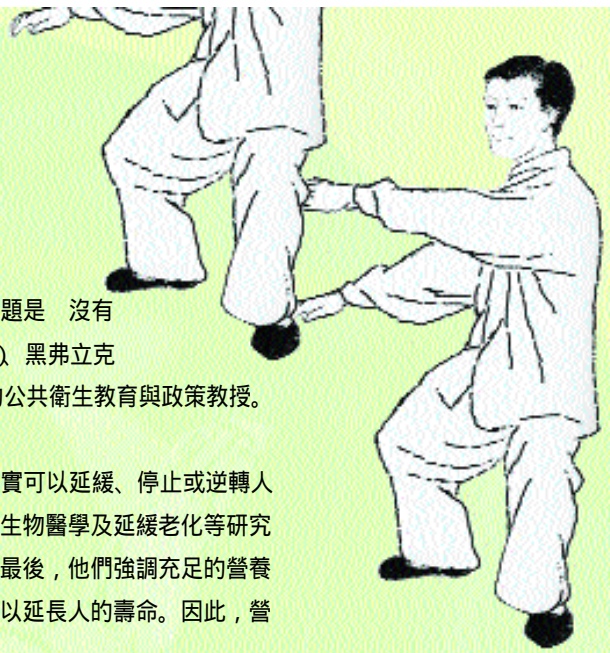 題是 沒有
)、黑弗立克
的公共衛生教育與政策教授。
實可以延緩、停止或逆轉人
生物醫學及延緩老化等研究
最後，他們強調充足的營養
以延長人的壽命。因此，營